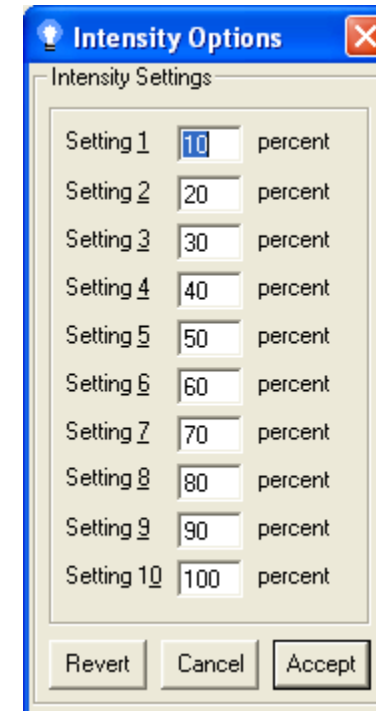 Intensity Options
Intensity Settings
Setting 1 10 percent
Setting 2 20 percent
Setting 3 30 percent
Setting 4 40 percent
Setting 5 50 percent
Setting 6 60 percent
Setting 7 70 percent
Setting 8 80 percent
Setting 9 90 percent
Setting 10 100 percent
Revert Cancel Accept